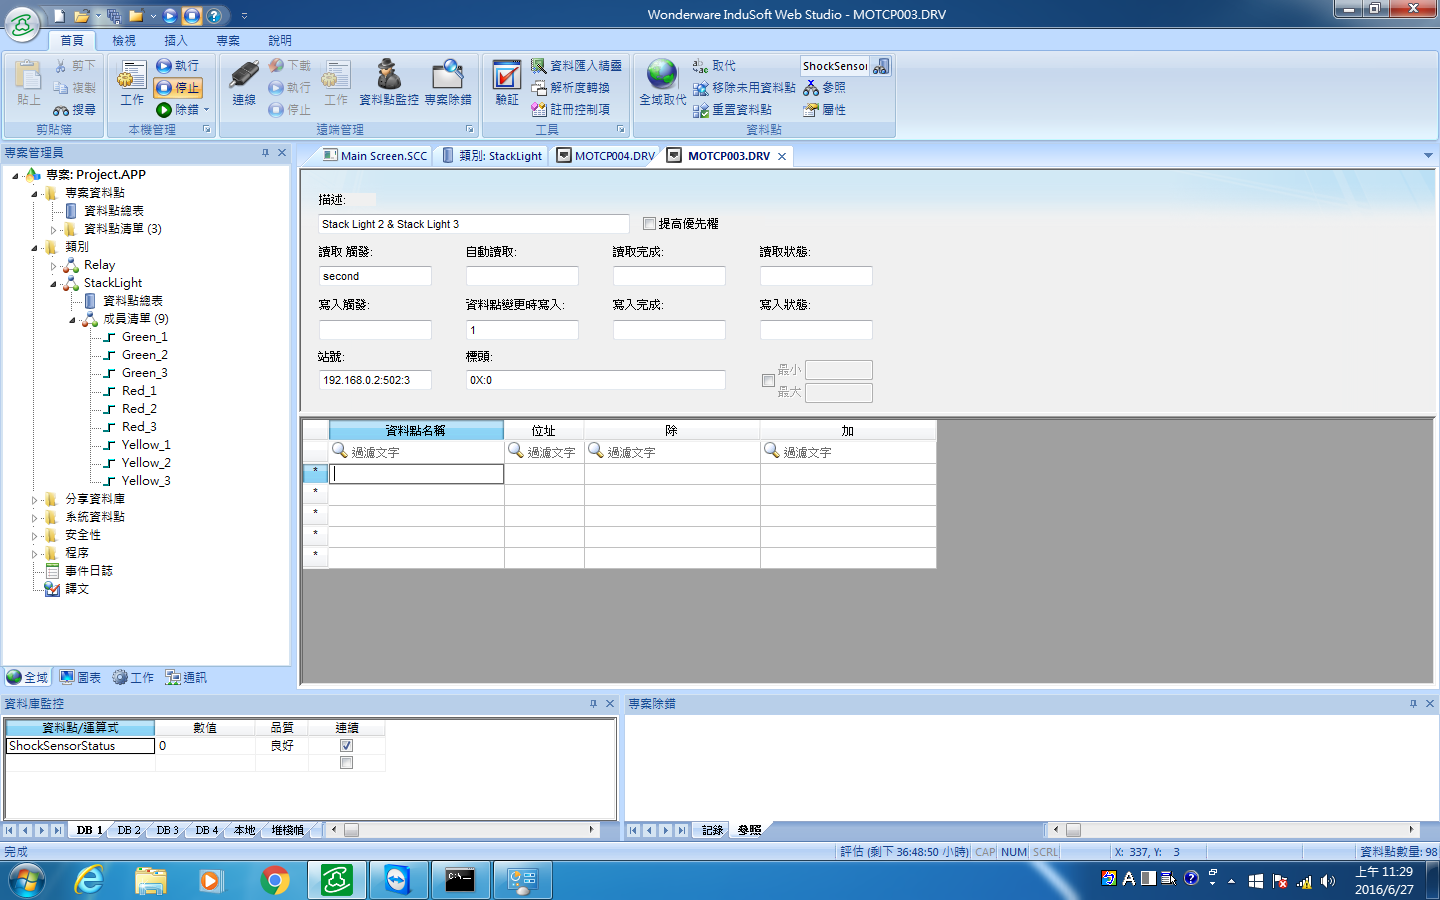 Wonderware InduSoft Web Studio - MOTCP003.DRV
首頁 檢視 插入 專案 說明
貼上 剪下 複製 搜尋 剪貼簿
工作 執行 停止 除錯 本機管理
連線 下載 執行 停止 工作 資料點監控 專案除錯 遠端管理
驗証 資料匯入精靈 解析度轉換 註冊控制項 工具
全域取代 取代 移除未用資料點 重置資料點 ShockSensor 參照 屬性 資料點
專案管理員
專案: Project.APP
專案資料點
資料點總表
資料點清單 (3)
類別
Relay
StackLight
資料點總表
成員清單 (9)
Green_1
Green_2
Green_3
Red_1
Red_2
Red_3
Yellow_1
Yellow_2
Yellow_3
分享資料庫
系統資料點
安全性
程序
事件日誌
譯文
全域 圖表 工作 通訊
Main Screen.SCC 類別: StackLight MOTCP004.DRV MOTCP003.DRV
描述:
Stack Light 2 & Stack Light 3 提高優先權
讀取 觸發: 自動讀取: 讀取完成: 讀取狀態:
second
寫入觸發: 資料點變更時寫入: 寫入完成: 寫入狀態:
1
站號: 標頭:
192.168.0.2:502:3 0X:0
最小
最大
資料點名稱 位址 除 加
過濾文字 過濾文字 過濾文字 過濾文字
*
*
*
*
*
資料庫監控
資料點/運算式 數值 品質 連續
ShockSensorStatus 0 良好
DB 1 DB 2 DB 3 DB 4 本地 堆棧幀
專案除錯
記錄 參照
完成 評估 (剩下 36:48:50 小時) CAP NUM SCRL X: 337, Y: 3 資料點數量: 98
上午 11:29
2016/6/27